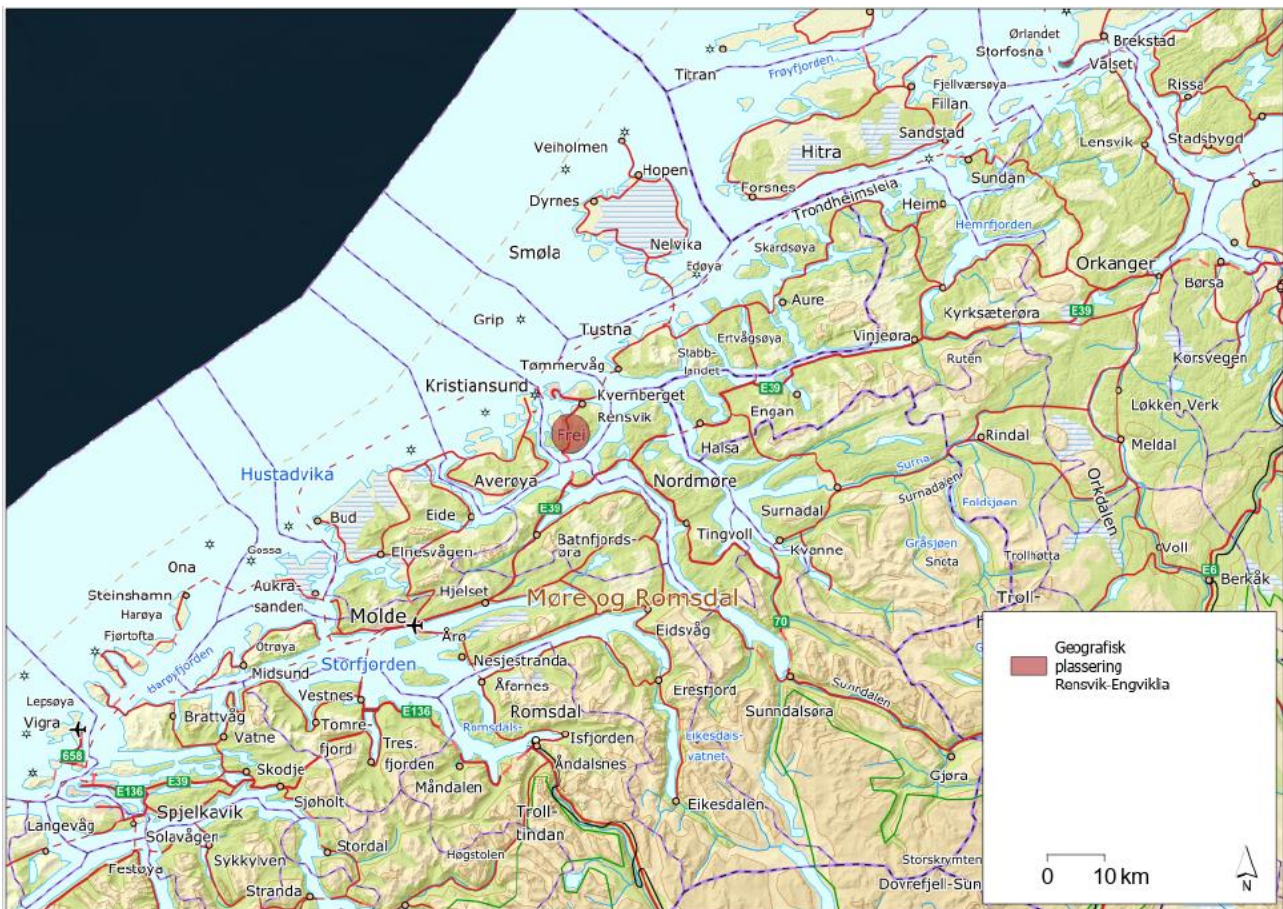 Ørlandet
Brekstad
Storfosna
Valset
Titran
Frøyfjorden
Fjellværsøya
Rissa
Fillan
Sandstad
Stadsbygd
Veiholmen
Hitra
Lensvik
Hopen
Sundan
Forsnes
Dyrnes
Trondheimsleia
Heim
Hemnfjorden
Nelvika
Skardsøya
Smøla
Edøya
Orkanger
Børsa
Aure
Kyrksæterøra
E39
Grip
Tustna
Ertvågsøya
Vinjeøra
Stabb-
landet
Ruten
Korsvegen
Tømmervåg
Kristiansund
E39
Kvernberget
Rensvik
Engan
Løkken Verk
Frei
Halsa
Rindal
Meldal
Surna
Hustadvika
Averøya
Nordmøre
Surnadalen
Orkdalen
Foldsjøen
Bud
Eide
E39
Surnadal
Tingvoll
Gossa
Elnesvågen
Batnfjords-
øra
Kvanne
Gråsjøen
Snota
Trollhøtta
Voll
Ona
Aukra-
sanden
Hjelset
E6
Berkåk
Steinshamn
Harøya
Møre og Romsdal
Troll-
Fjørtofta
Molde
70
Otrøya
Årø
Eidsvåg
Harøyfjorden
Storfjorden
Midsund
Nesjestranda
Lepsøya
Vestnes
Åfarnes
Eresfjord
Sunndalen
Vigra
Brattvåg
E136
Romsdals-
Romsdal
Sunndalsøra
Tomre-
fjord
Vatne
Tres-
fjorden
Isfjorden
Eikesdals-
vatnet
658
Skodje
Åndalsnes
Gjøra
E136
E39
Måndalen
Sjøholt
Spjelkavik
Eikesdalen
Langevåg
Solavågen
Troll-
tindan
Stordal
Festøya
Sykkylven
Høgstolen
Storskrymten
Stranda
Dovrefjell-Sun
Geografisk
plassering
Rensvik-Engviklia
0 10 km
N